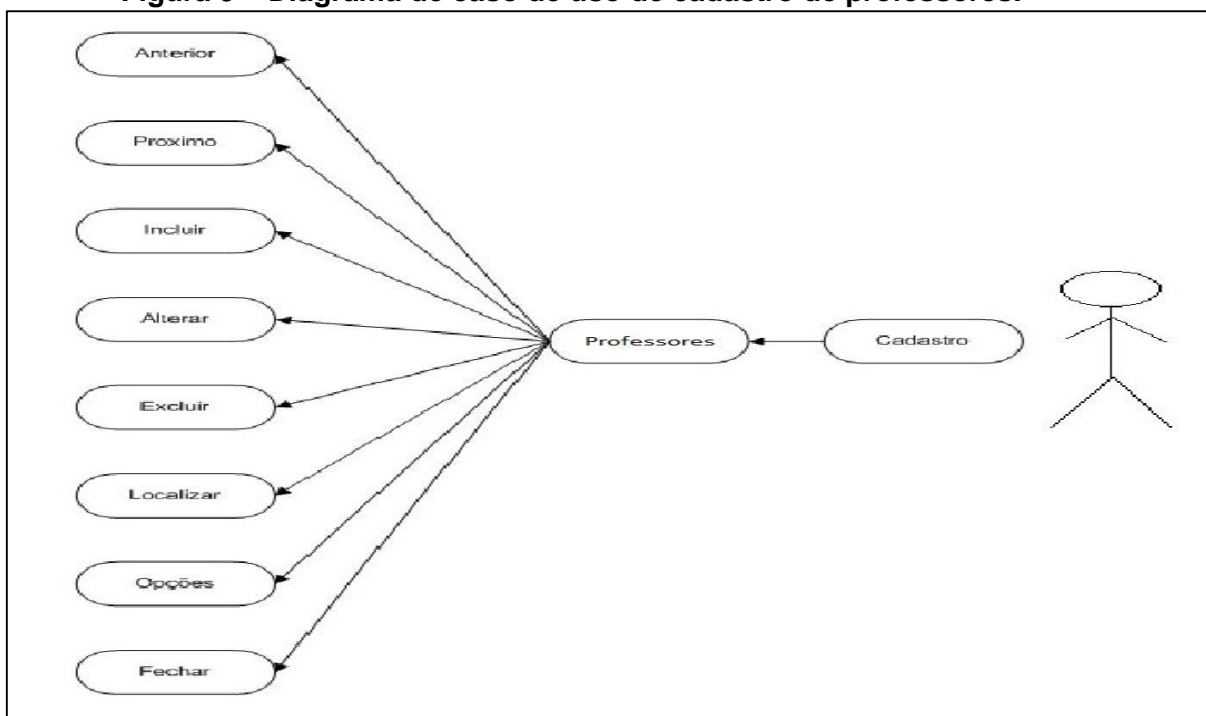 Diagrama de caso de uso do cadastro de professores.
Anterior
Proximo
Incluir
Alterar
Excluir
Localizar
Opções
Fechar
Professores
Cadastro